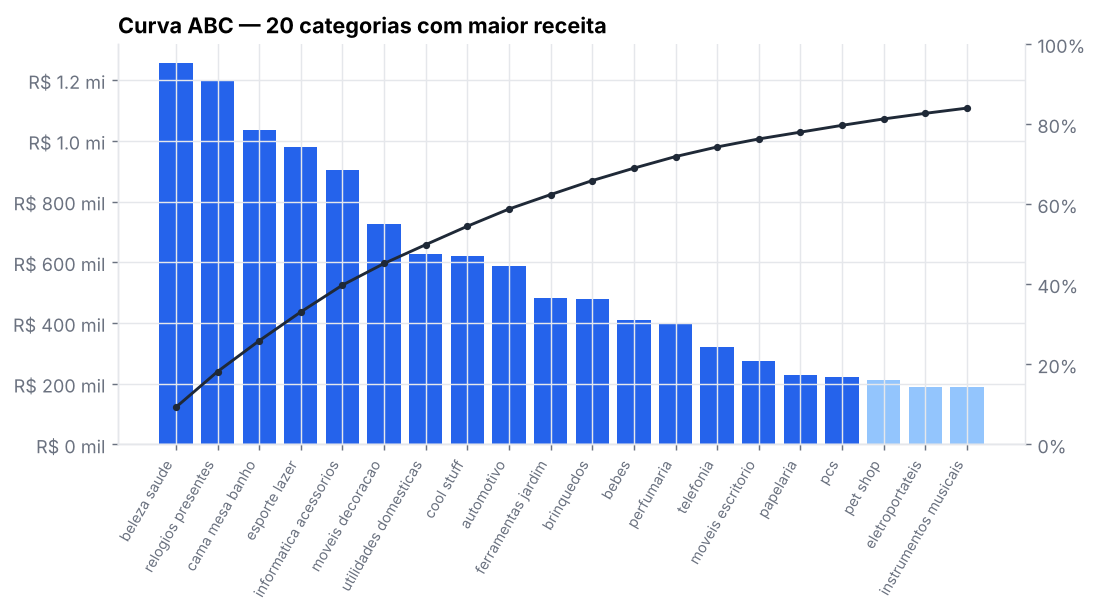 Curva ABC — 20 categorias com maior receita
R$ 1.2 mi
R$ 1.0 mi
R$ 800 mil
R$ 600 mil
R$ 400 mil
R$ 200 mil
R$ 0 mil
100%
80%
60%
40%
20%
0%
beleza saude
relogios presentes
cama mesa banho
esporte lazer
informatica acessorios
moveis decoracao
utilidades domesticas
cool stuff
automotivo
ferramentas jardim
brinquedos
bebes
perfumaria
telefonia
moveis escritorio
papelaria
pcs
pet shop
eletroportateis
instrumentos musicais